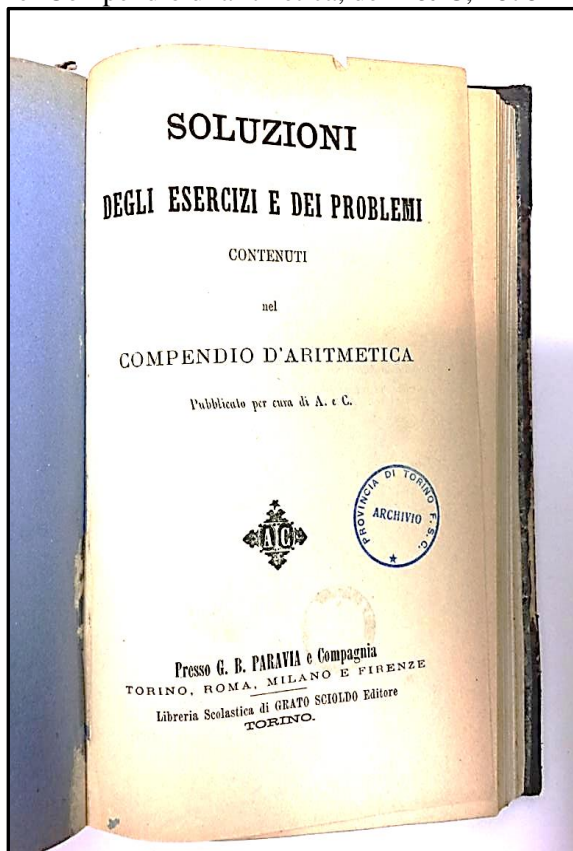 SOLUZIONI
DEGLI ESERCIZI E DEI PROBLEMI
CONTENUTI
nel
COMPENDIO D'ARITMETICA
Pubblicato per cura di A. e C.
PROVINCIA DI TORINO F. S. C.
ARCHIVIO
AC
Presso G. B. PARAVIA e Compagnia
TORINO, ROMA, MILANO E FIRENZE
Libreria Scolastica di GRATO SCIOLDO Editore
TORINO.